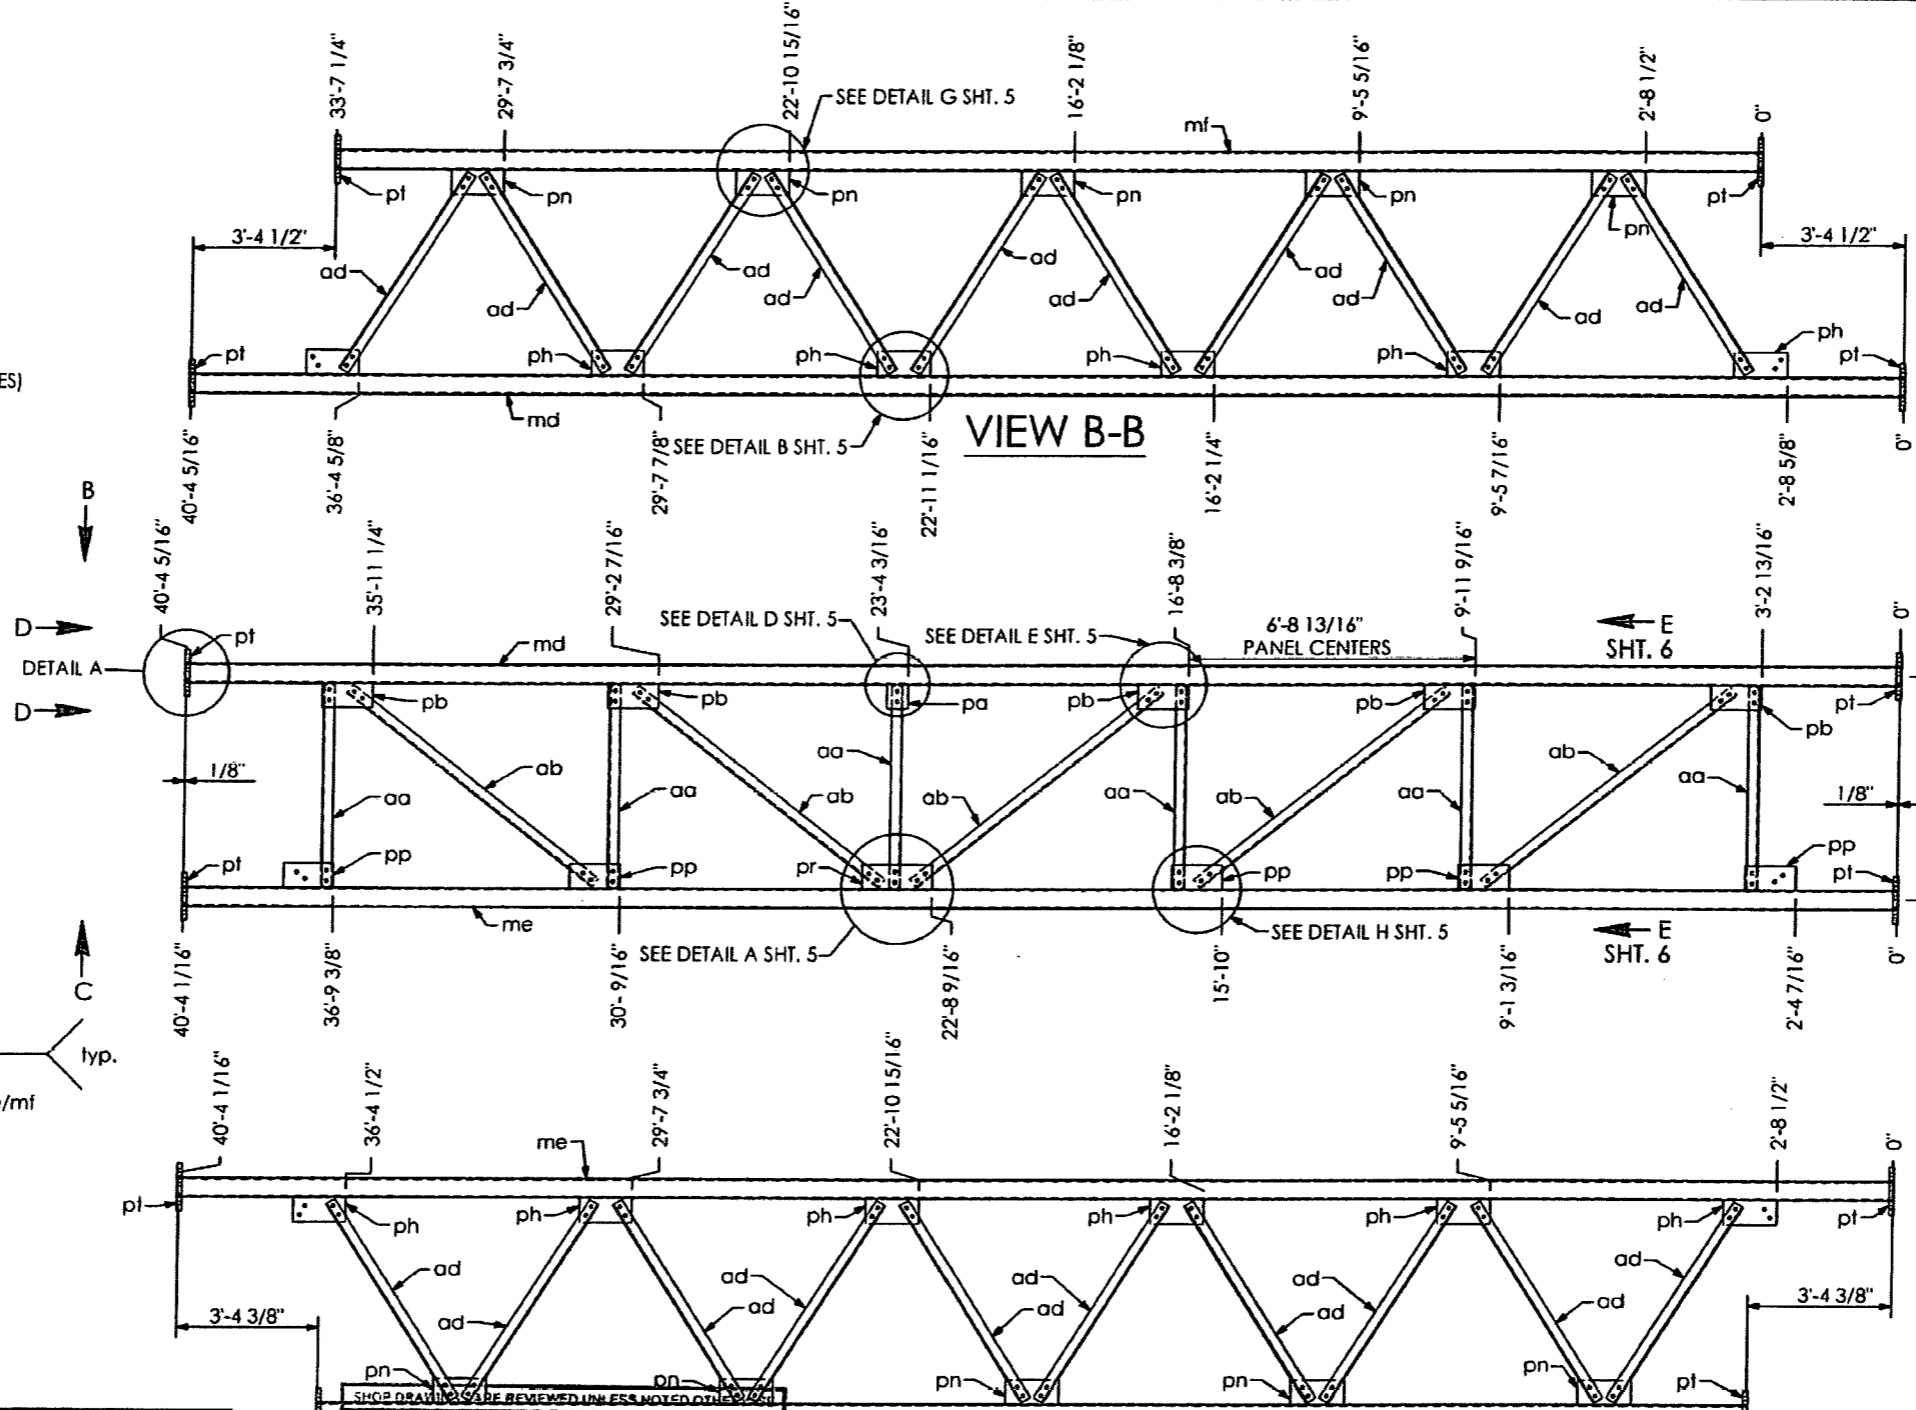 33'-7 1/4"
29'-7 3/4"
22'-10 15/16"
16'-2 1/8"
9'-5 5/16"
2'-8 1/2"
0"
SEE DETAIL G SHT. 5
mf
pt
pn
pn
pn
pn
pn
pt
3'-4 1/2"
3'-4 1/2"
ad
ad
ad
ad
ad
ad
ad
ad
ad
ad
pt
ph
ph
ph
ph
ph
pt
ES)
md
SEE DETAIL B SHT. 5
VIEW B-B
40'-4 5/16"
36'-4 5/8"
29'-7 7/8"
22'-11 1/16"
16'-2 1/4"
9'-5 7/16"
2'-8 5/8"
0"
B
40'-4 5/16"
35'-11 1/4"
29'-2 7/16"
23'-4 3/16"
16'-8 3/8"
9'-11 9/16"
3'-2 13/16"
0"
D
DETAIL A
D
pt
md
SEE DETAIL D SHT. 5
SEE DETAIL E SHT. 5
6'-8 13/16"
PANEL CENTERS
E
SHT. 6
pb
pb
pa
pb
pb
pb
pt
1/8"
aa
ab
aa
ab
aa
ab
aa
ab
aa
ab
aa
1/8"
pt
pp
pp
pr
pp
pp
pp
pt
me
SEE DETAIL A SHT. 5
SEE DETAIL H SHT. 5
E
SHT. 6
C
40'-4 1/16"
36'-9 3/8"
30'- 9/16"
22'-8 9/16"
15'-10"
9'-1 3/16"
2'-4 7/16"
0"
typ.
/mf
40'-4 1/16"
36'-4 1/2"
29'-7 3/4"
22'-10 15/16"
16'-2 1/8"
9'-5 5/16"
2'-8 1/2"
0"
me
pt
ph
ph
ph
ph
ph
ph
pt
ad
ad
ad
ad
ad
ad
ad
ad
ad
ad
3'-4 3/8"
3'-4 3/8"
pn
pn
pn
pn
pn
pt
SHOP DRAWINGS ARE REVIEWED UNLESS NOTED